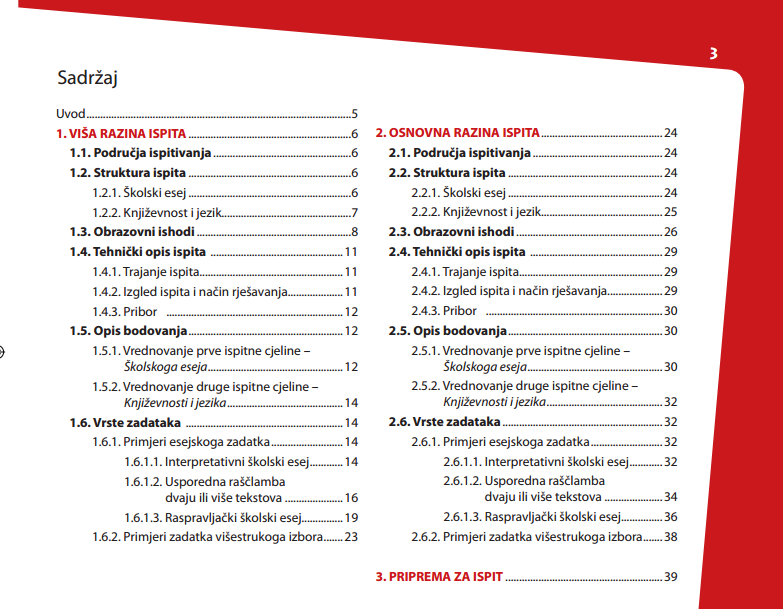 3
Sadržaj
Uvod.....5
1. VIŠA RAZINA ISPITA.....6
1.1. Područja ispitivanja.....6
1.2. Struktura ispita.....6
1.2.1. Školski esej.....6
1.2.2. Književnost i jezik.....7
1.3. Obrazovni ishodi.....8
1.4. Tehnički opis ispita.....11
1.4.1. Trajanje ispita.....11
1.4.2. Izgled ispita i način rješavanja.....11
1.4.3. Pribor.....12
1.5. Opis bodovanja.....12
1.5.1. Vrednovanje prve ispitne cjeline –
Školskoga eseja.....12
1.5.2. Vrednovanje druge ispitne cjeline –
Književnosti i jezika.....14
1.6. Vrste zadataka.....14
1.6.1. Primjeri esejskoga zadatka.....14
1.6.1.1. Interpretativni školski esej.....14
1.6.1.2. Usporedna raščlamba
dvaju ili više tekstova.....16
1.6.1.3. Raspravljački školski esej.....19
1.6.2. Primjeri zadatka višestrukoga izbora.....23
2. OSNOVNA RAZINA ISPITA.....24
2.1. Područja ispitivanja.....24
2.2. Struktura ispita.....24
2.2.1. Školski esej.....24
2.2.2. Književnost i jezik.....25
2.3. Obrazovni ishodi.....26
2.4. Tehnički opis ispita.....29
2.4.1. Trajanje ispita.....29
2.4.2. Izgled ispita i način rješavanja.....29
2.4.3. Pribor.....30
2.5. Opis bodovanja.....30
2.5.1. Vrednovanje prve ispitne cjeline –
Školskoga eseja.....30
2.5.2. Vrednovanje druge ispitne cjeline –
Književnosti i jezika.....32
2.6. Vrste zadataka.....32
2.6.1. Primjeri esejskoga zadatka.....32
2.6.1.1. Interpretativni školski esej.....32
2.6.1.2. Usporedna raščlamba
dvaju ili više tekstova.....34
2.6.1.3. Raspravljački školski esej.....36
2.6.2. Primjeri zadatka višestrukoga izbora.....38
3. PRIPREMA ZA ISPIT.....39